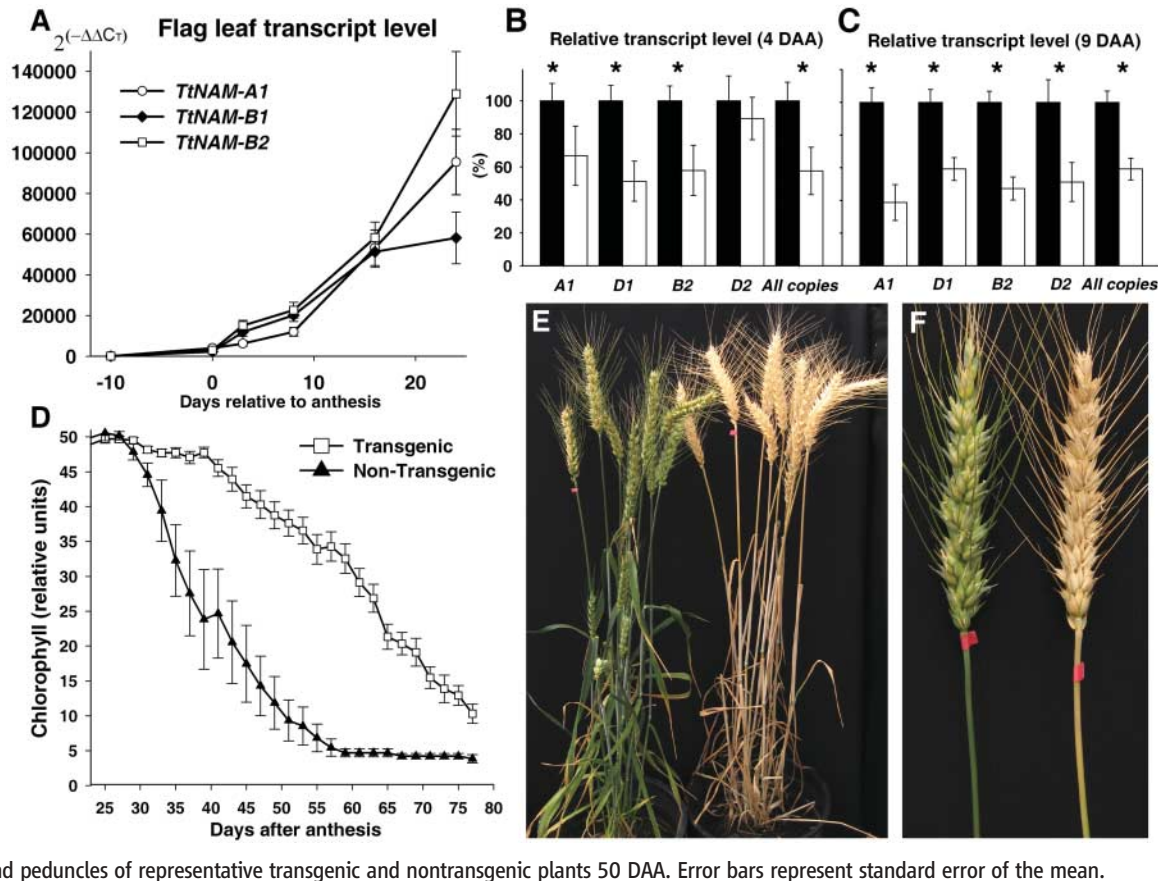 A
Flag leaf transcript level
2(−ΔΔCT)
140000
120000
100000
80000
60000
40000
20000
0
TtNAM-A1
TtNAM-B1
TtNAM-B2
-10 0 10 20
Days relative to anthesis
B
Relative transcript level (4 DAA)
* * * *
100
80
60
40
20
0
(%)
A1 D1 B2 D2 All copies
C
Relative transcript level (9 DAA)
* * * * *
A1 D1 B2 D2 All copies
D
Transgenic
Non-Transgenic
50
45
40
35
30
25
20
15
10
5
0
Chlorophyll (relative units)
25 30 35 40 45 50 55 60 65 70 75 80
Days after anthesis
E
F
nd peduncles of representative transgenic and nontransgenic plants 50 DAA. Error bars represent standard error of the mean.